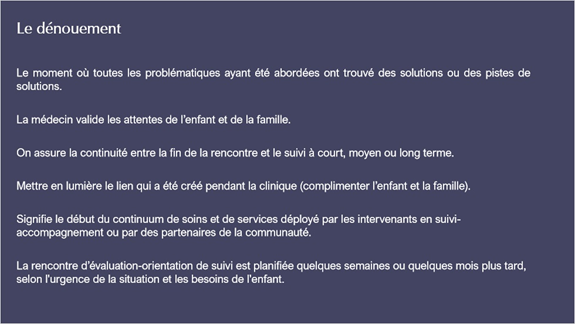 Le dénouement
Le moment où toutes les problématiques ayant été abordées ont trouvé des solutions ou des pistes de
solutions.
La médecin valide les attentes de l'enfant et de la famille.
On assure la continuité entre la fin de la rencontre et le suivi à court, moyen ou long terme.
Mettre en lumière le lien qui a été créé pendant la clinique (complimenter l'enfant et la famille).
Signifie le début du continuum de soins et de services déployé par les intervenants en suivi-
accompagnement ou par des partenaires de la communauté.
La rencontre d'évaluation-orientation de suivi est planifiée quelques semaines ou quelques mois plus tard,
selon l'urgence de la situation et les besoins de l'enfant.